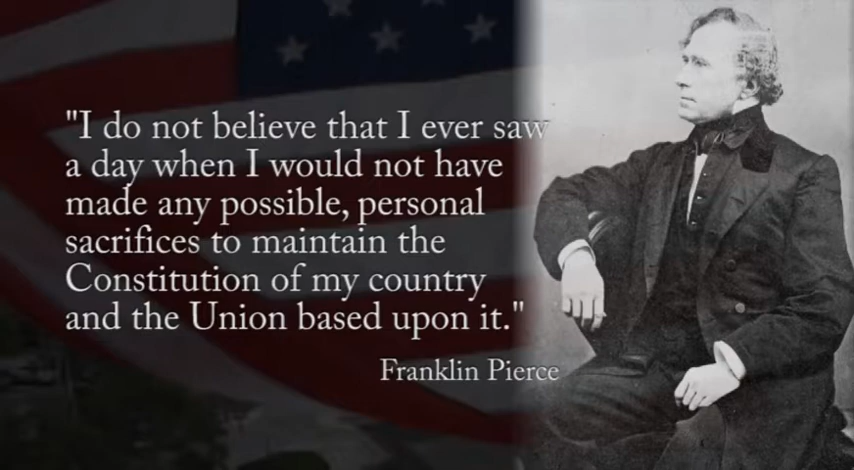 "I do not believe that I ever saw
a day when I would not have
made any possible, personal
sacrifices to maintain the
Constitution of my country
and the Union based upon it."
Franklin Pierce